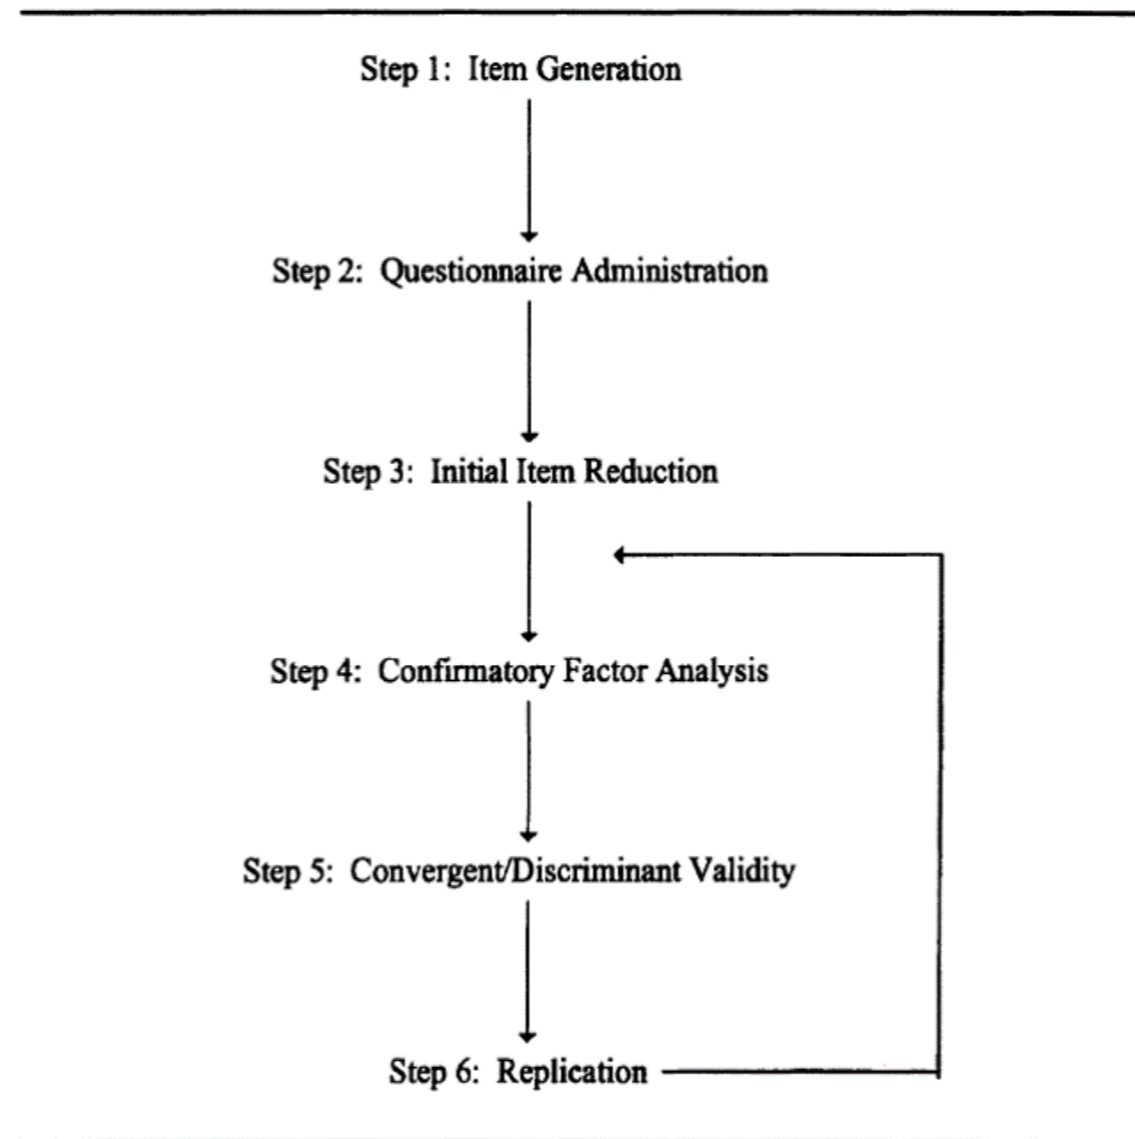 Step 1: Item Generation
Step 2: Questionnaire Administration
Step 3: Initial Item Reduction
Step 4: Confirmatory Factor Analysis
Step 5: Convergent/Discriminant Validity
Step 6: Replication